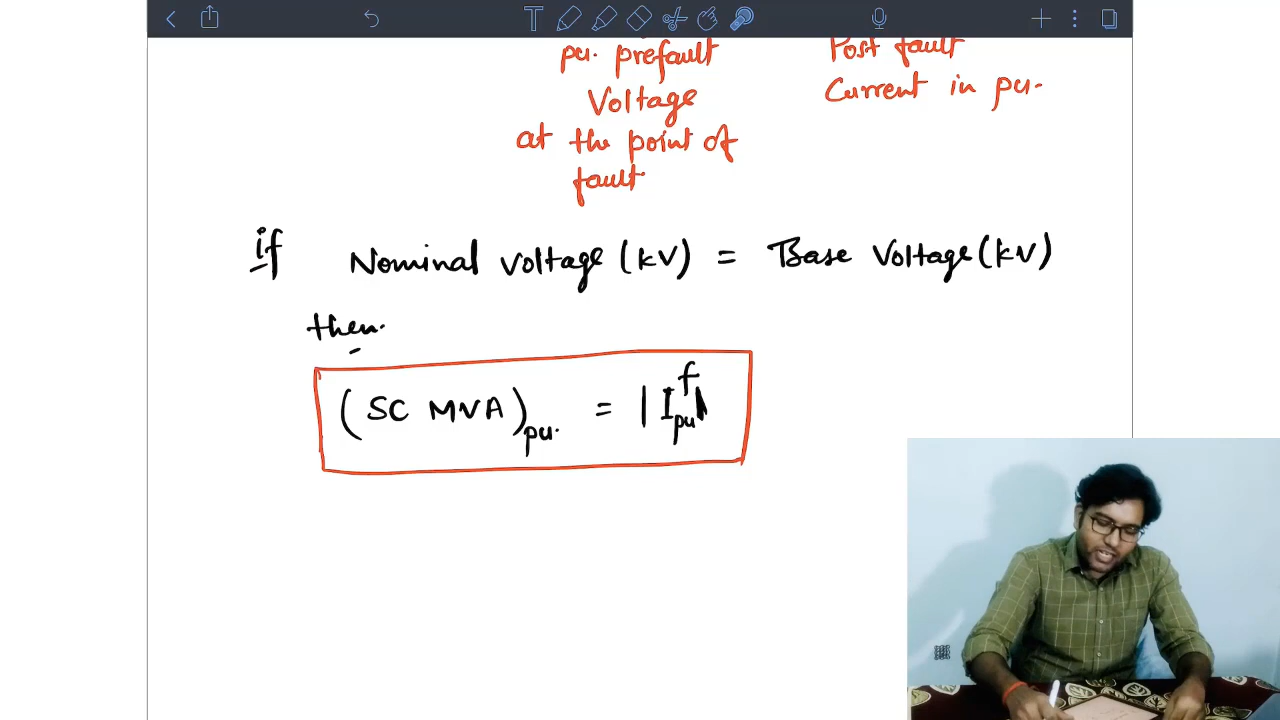 pu. prefault
Voltage
at the point of
fault
Post fault
Current in pu.
if Nominal Voltage (kV) = Base Voltage (kV)
then.
(SC MVA)pu. = |I^f pu|